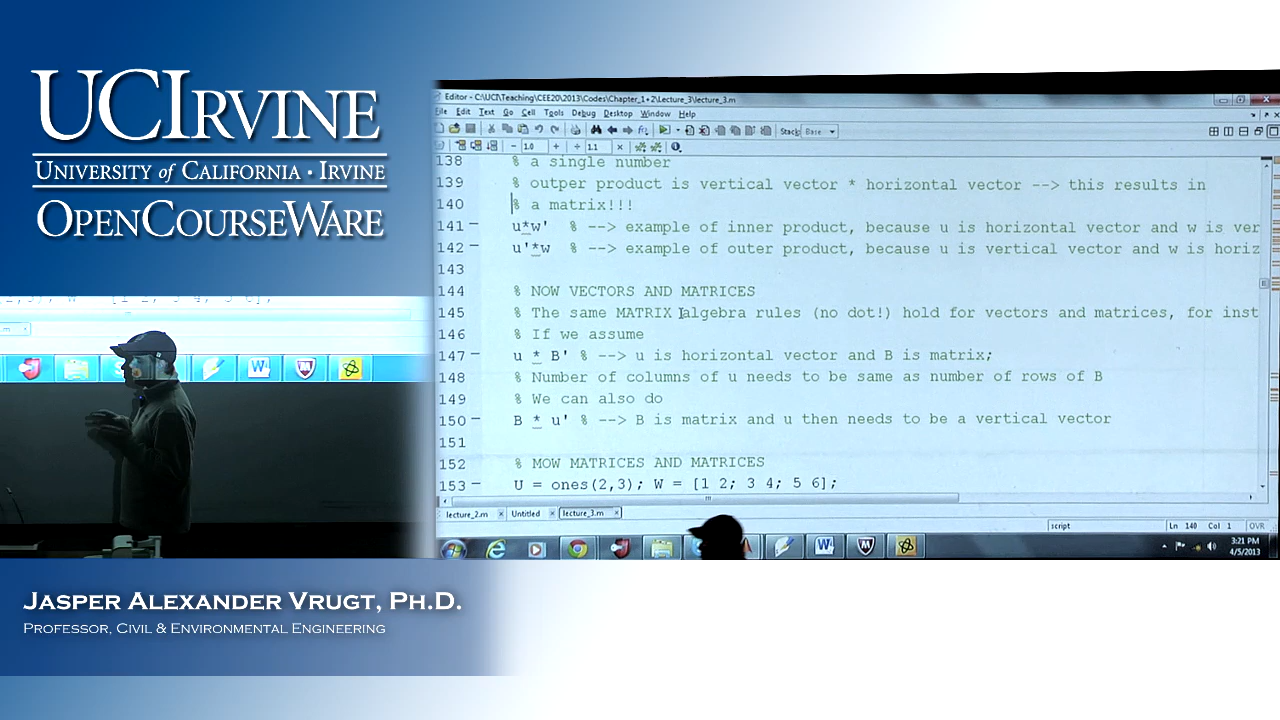 UCIRVINE
UNIVERSITY of CALIFORNIA · IRVINE
OPENCOURSEWARE
JASPER ALEXANDER VRUGT, PH.D.
PROFESSOR, CIVIL & ENVIRONMENTAL ENGINEERING
Editor - C:\UCI\Teaching\CEE20\2013\Codes\Chapter_1+2\Lecture_3\lecture_3.m
File Edit Text Go Cell Tools Debug Desktop Window Help
Stack: Base
1.0 1.1
138 % a single number
139 % outper product is vertical vector * horizontal vector --> this results in
140 % a matrix!!!
141 u*w' % --> example of inner product, because u is horizontal vector and w is ver
142 u'*w % --> example of outer product, because u is vertical vector and w is horiz
143
144 % NOW VECTORS AND MATRICES
145 % The same MATRIX algebra rules (no dot!) hold for vectors and matrices, for inst
146 % If we assume
147 u * B' % --> u is horizontal vector and B is matrix;
148 % Number of columns of u needs to be same as number of rows of B
149 % We can also do
150 B * u' % --> B is matrix and u then needs to be a vertical vector
151
152 % MOW MATRICES AND MATRICES
153 U = ones(2,3); W = [1 2; 3 4; 5 6];
lecture_2.m Untitled lecture_3.m
script Ln 140 Col 1 OVR
3:21 PM
4/5/2013